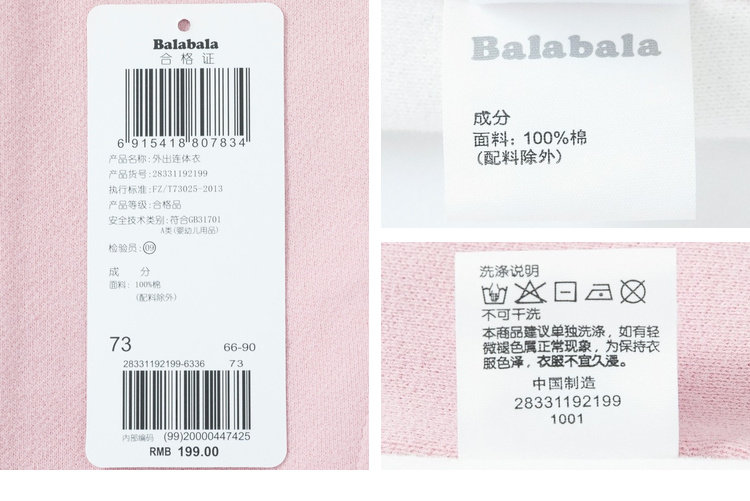 Balabala
合格证
6 915418 807834
产品名称:外出连体衣
产品货号:28331192199
执行标准:FZ/T73025-2013
产品等级:合格品
安全技术类别:符合GB31701
A类(婴幼儿用品)
检验员:09
成 分
面料: 100%棉
(配料除外)
73 66-90
28331192199-6336 73
内部编码 (99)20000447425
RMB 199.00
Balabala
成分
面料: 100%棉
(配料除外)
洗涤说明
不可干洗
本商品建议单独洗涤, 如有轻
微褪色属正常现象, 为保持衣
服色泽, 衣服不宜久浸。
中国制造
28331192199
1001